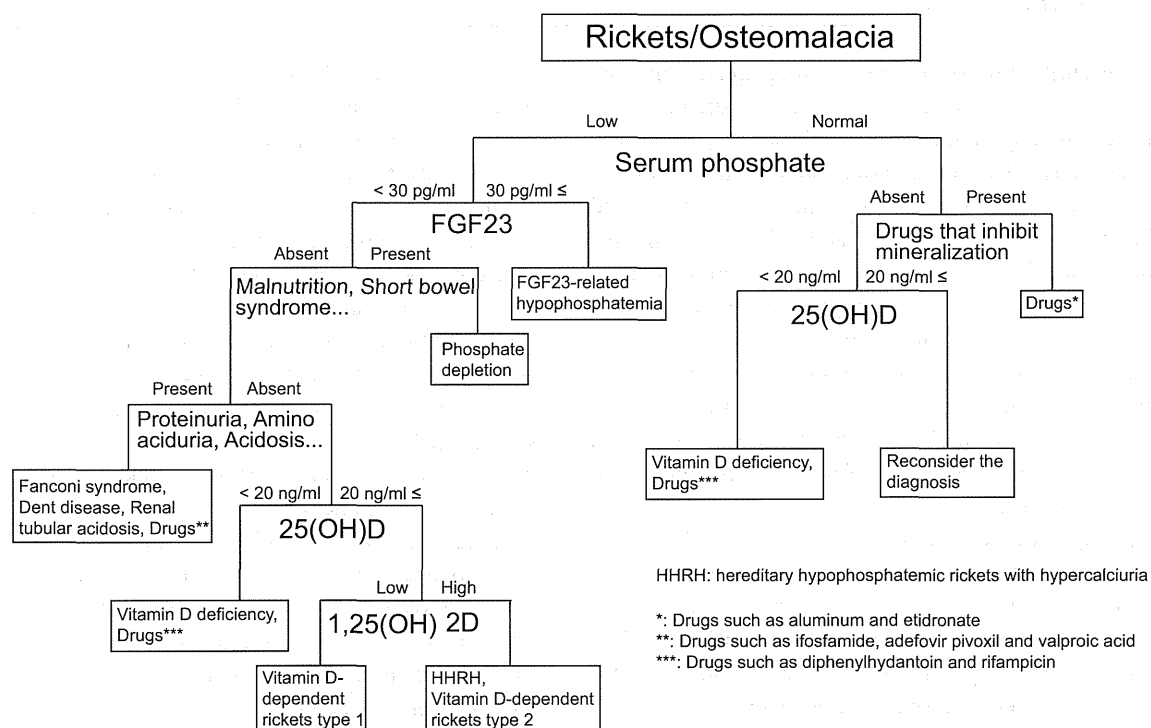 Rickets/Osteomalacia
Low
Normal
Serum phosphate
< 30 pg/ml
30 pg/ml ≤
FGF23
Absent
Present
Drugs that inhibit
mineralization
Absent
Present
Malnutrition, Short bowel
syndrome...
FGF23-related
hypophosphatemia
< 20 ng/ml
20 ng/ml ≤
25(OH)D
Drugs*
Phosphate
depletion
Present
Absent
Proteinuria, Amino
aciduria, Acidosis...
Vitamin D deficiency,
Drugs***
Reconsider the
diagnosis
Fanconi syndrome,
Dent disease, Renal
tubular acidosis, Drugs**
< 20 ng/ml
20 ng/ml ≤
25(OH)D
Low
High
Vitamin D deficiency,
Drugs***
1,25(OH) 2D
Vitamin D-
dependent
rickets type 1
HHRH,
Vitamin D-dependent
rickets type 2
HHRH: hereditary hypophosphatemic rickets with hypercalciuria
*: Drugs such as aluminum and etidronate
**: Drugs such as ifosfamide, adefovir pivoxil and valproic acid
***: Drugs such as diphenylhydantoin and rifampicin